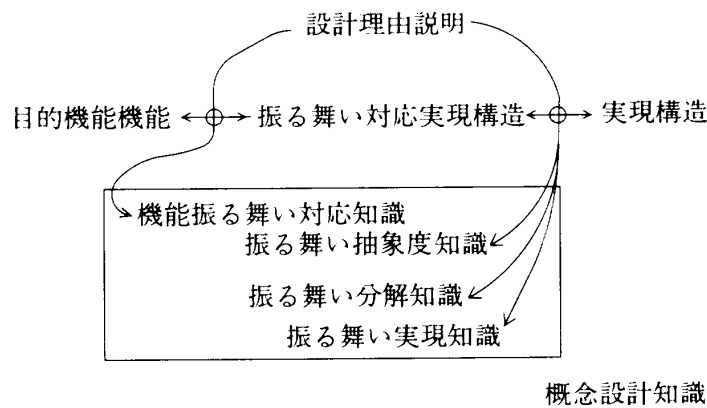 設計理由説明
目的機能機能 振る舞い対応実現構造 実現構造
機能振る舞い対応知識
振る舞い抽象度知識
振る舞い分解知識
振る舞い実現知識
概念設計知識